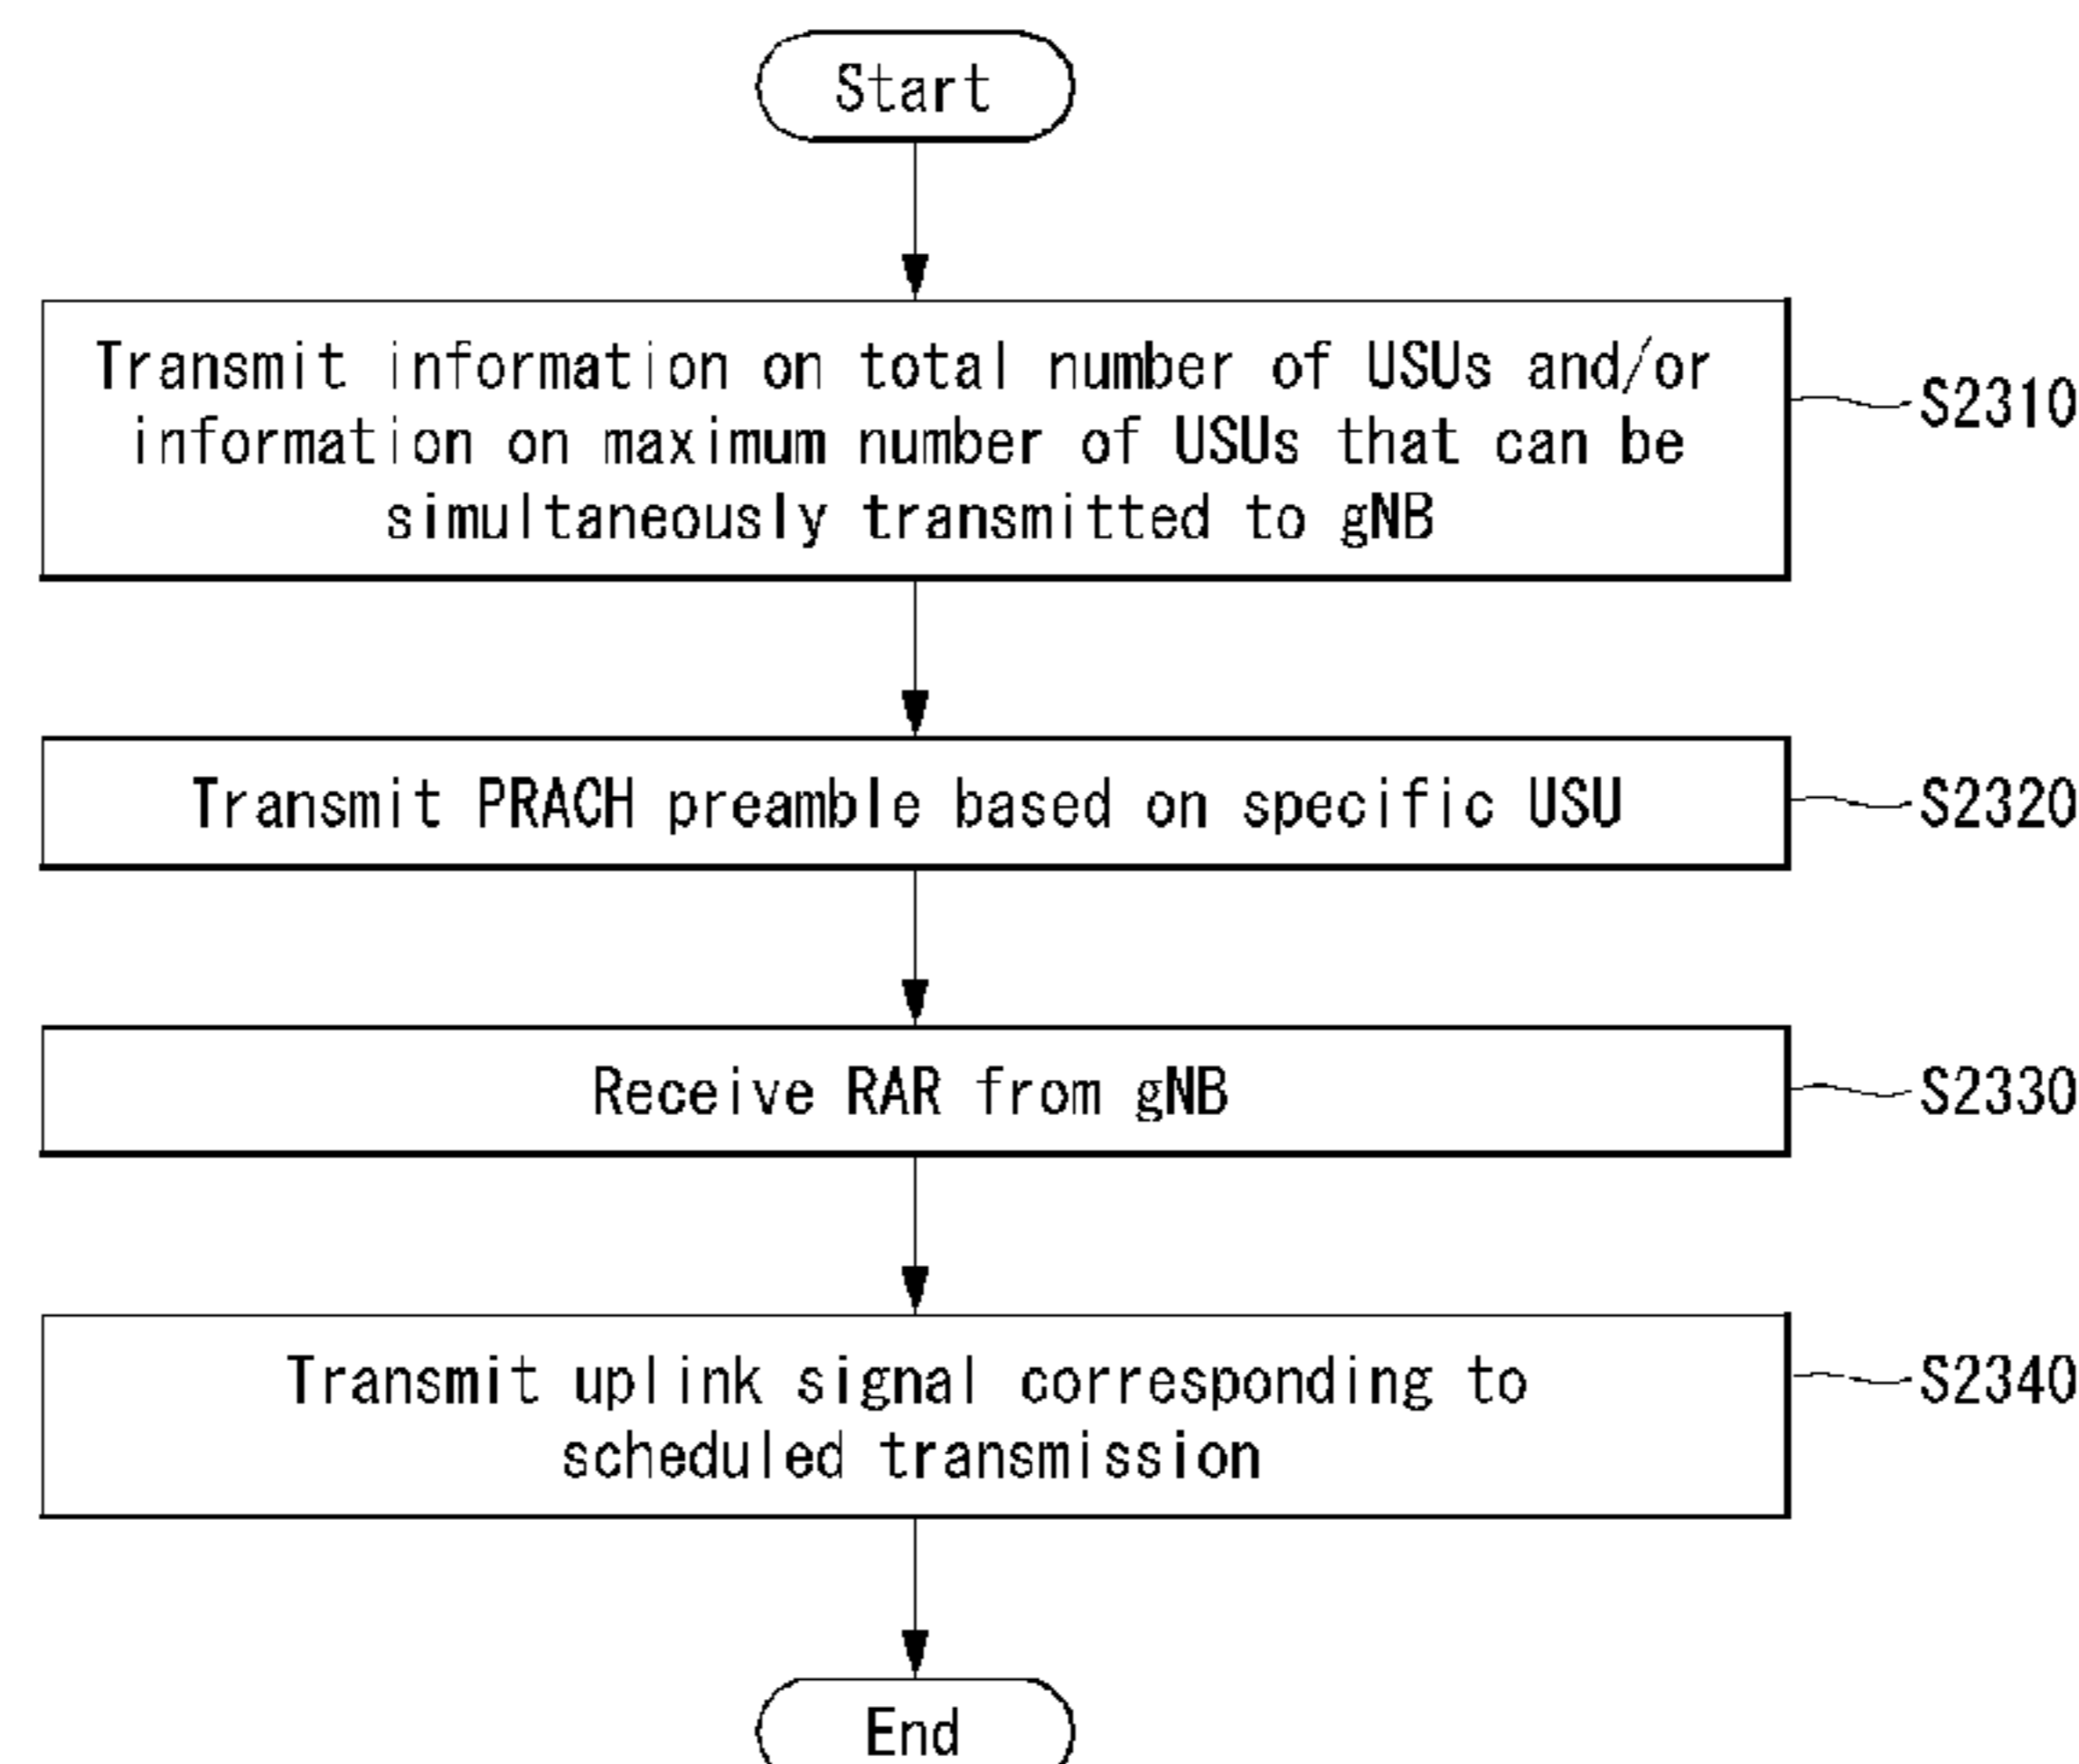 Start
Transmit information on total number of USUs and/or
information on maximum number of USUs that can be
simultaneously transmitted to gNB
S2310
Transmit PRACH preamble based on specific USU
S2320
Receive RAR from gNB
S2330
Transmit uplink signal corresponding to
scheduled transmission
S2340
End